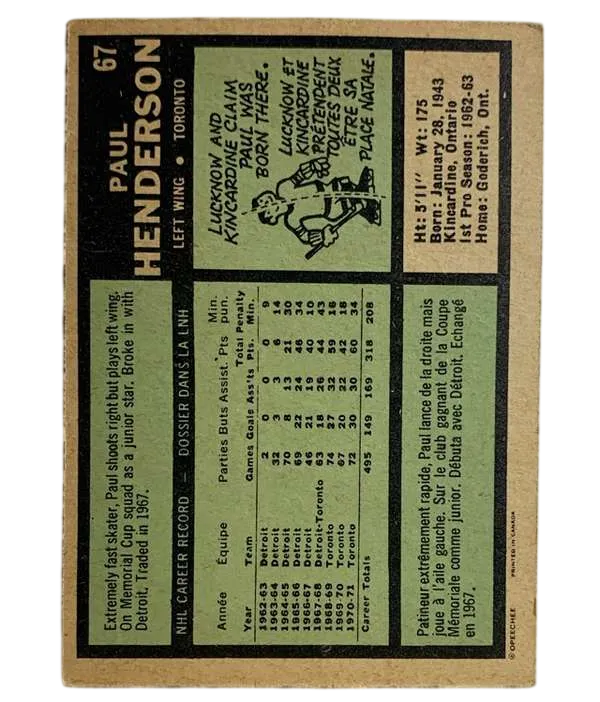 67
PAUL
HENDERSON
LEFT WING • TORONTO
Extremely fast skater, Paul shoots right but plays left wing.
On Memorial Cup squad as a junior star. Broke in with
Detroit. Traded in 1967.
LUCKNOW AND
KINCARDINE CLAIM
PAUL WAS
BORN THERE.
LUCKNOW ET
KINCARDINE
PRÉTENDENT
TOUTES DEUX
ÊTRE SA
PLACE NATALE.
Ht: 5'11" Wt: 175
Born: January 28, 1943
Kincardine, Ontario
1st Pro Season: 1962-63
Home: Goderich, Ont.
NHL CAREER RECORD — DOSSIER DANS LA LNH
Année Équipe Parties Buts Assist. Pts Min. pun.
Year Team Games Goals Ass'ts Total Pts. Penalty Min.
1962-63 Detroit 2 0 0 0 9
1963-64 Detroit 32 3 3 6 14
1964-65 Detroit 70 8 13 21 30
1965-66 Detroit 69 22 24 46 34
1966-67 Detroit 46 21 19 40 10
1967-68 Detroit-Toronto 63 18 26 44 43
1968-69 Toronto 74 27 32 59 16
1969-70 Toronto 67 20 22 42 18
1970-71 Toronto 72 30 30 60 34
Career Totals 495 149 169 318 208
Patineur extrêmement rapide, Paul lance de la droite mais
joue à l'aile gauche. Sur le club gagnant de la Coupe
Mémoriale comme junior. Débuta avec Détroit. Echangé
en 1967.
© OPEECHEE PRINTED IN CANADA